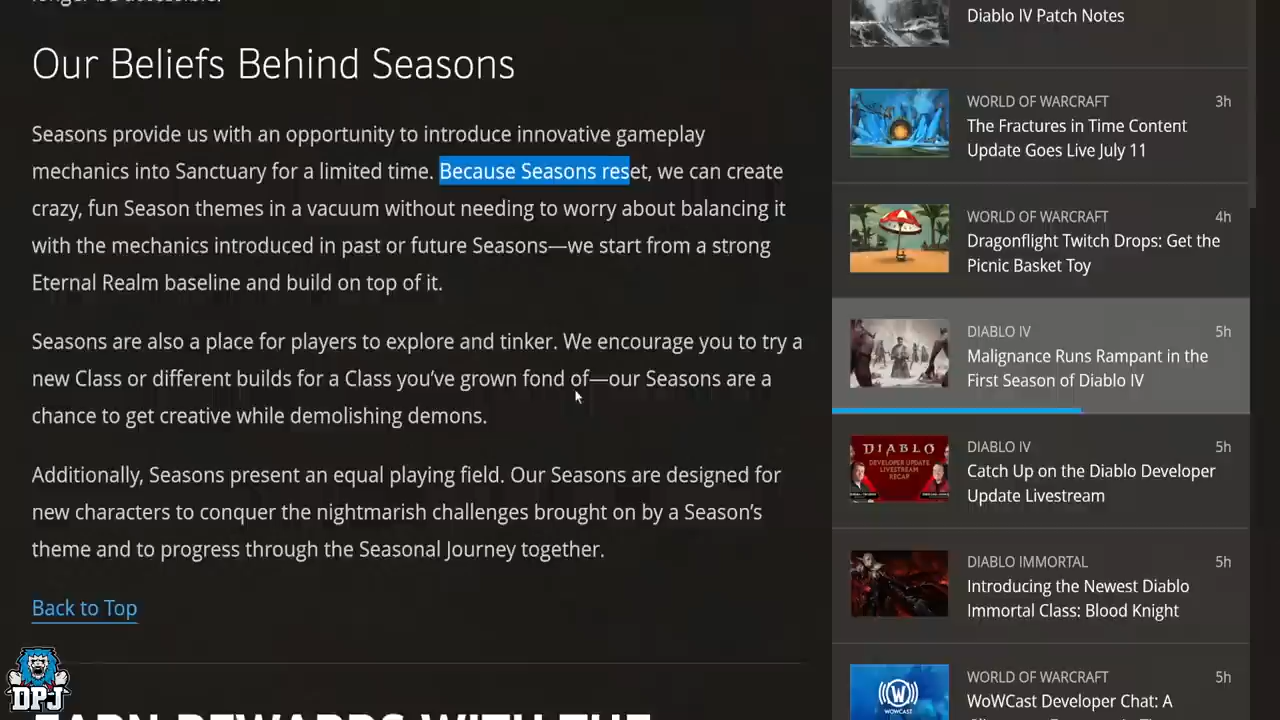 Our Beliefs Behind Seasons
Seasons provide us with an opportunity to introduce innovative gameplay
mechanics into Sanctuary for a limited time. Because Seasons reset, we can create
crazy, fun Season themes in a vacuum without needing to worry about balancing it
with the mechanics introduced in past or future Seasons—we start from a strong
Eternal Realm baseline and build on top of it.
Seasons are also a place for players to explore and tinker. We encourage you to try a
new Class or different builds for a Class you’ve grown fond of—our Seasons are a
chance to get creative while demolishing demons.
Additionally, Seasons present an equal playing field. Our Seasons are designed for
new characters to conquer the nightmarish challenges brought on by a Season’s
theme and to progress through the Seasonal Journey together.
Back to Top
DPJ
Diablo IV Patch Notes
WORLD OF WARCRAFT 3h
The Fractures in Time Content
Update Goes Live July 11
WORLD OF WARCRAFT 4h
Dragonflight Twitch Drops: Get the
Picnic Basket Toy
DIABLO IV 5h
Malignance Runs Rampant in the
First Season of Diablo IV
DIABLO IV 5h
Catch Up on the Diablo Developer
Update Livestream
DIABLO
DEVELOPER UPDATE
LIVESTREAM
RECAP
DIABLO IMMORTAL 5h
Introducing the Newest Diablo
Immortal Class: Blood Knight
WORLD OF WARCRAFT 5h
WoWCast Developer Chat: A
WOWCAST